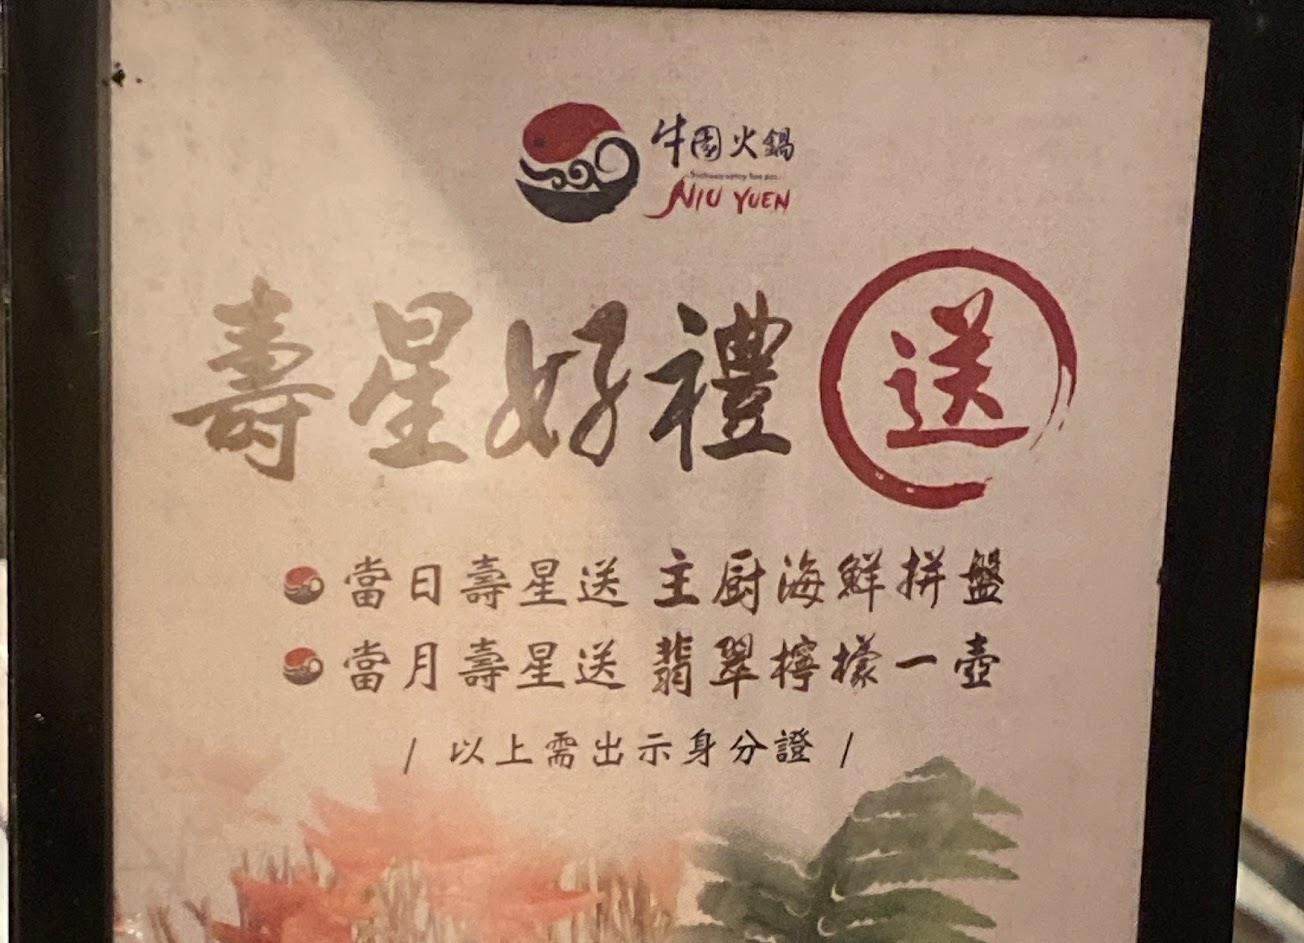 牛園火鍋
NIU YUEN
壽星好禮 送
當日壽星送 主厨海鮮拼盤
當月壽星送 翡翠檸檬一壺
/ 以上需出示身分證 /